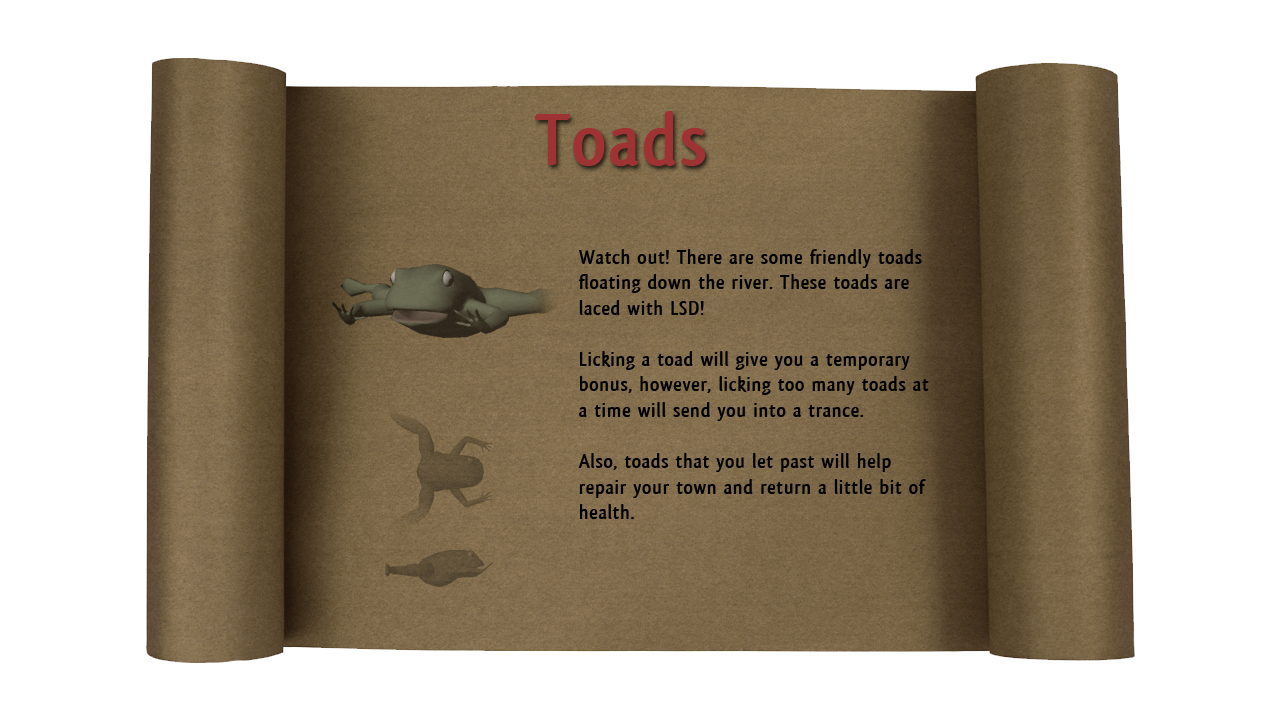 Toads
Watch out! There are some friendly toads
floating down the river. These toads are
laced with LSD!
Licking a toad will give you a temporary
bonus, however, licking too many toads at
a time will send you into a trance.
Also, toads that you let past will help
repair your town and return a little bit of
health.